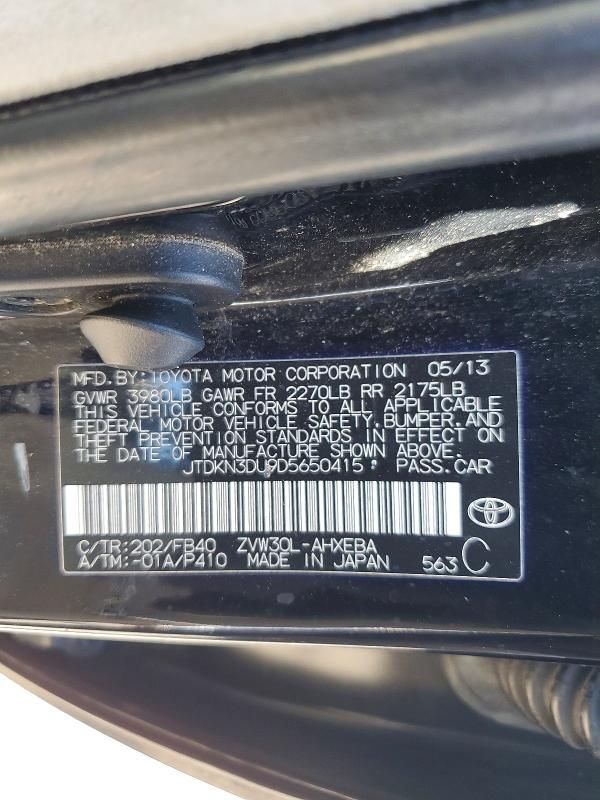 MFD. BY: TOYOTA MOTOR CORPORATION 05/13
GVWR 3980LB GAWR FR 2270LB RR 2175LB
THIS VEHICLE CONFORMS TO ALL APPLICABLE
FEDERAL MOTOR VEHICLE SAFETY, BUMPER, AND
THEFT PREVENTION STANDARDS IN EFFECT ON
THE DATE OF MANUFACTURE SHOWN ABOVE.
JTDKN3DU9D5650415 PASS. CAR
C/TR: 202/FB40 ZVW30L-AHXEBA
A/TM: -01A/P410 MADE IN JAPAN 563 C